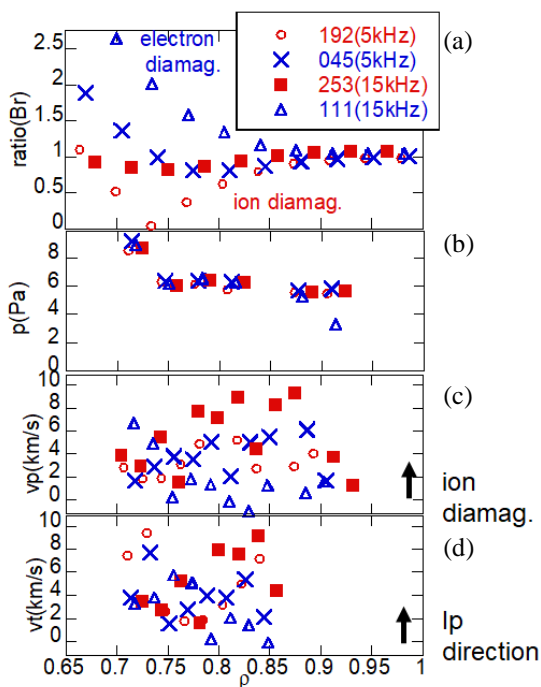 electron
diamag.
192(5kHz)
045(5kHz)
253(15kHz)
111(15kHz)
(a)
ratio(Br)
2.5
2
1.5
1
0.5
0
ion diamag.
(b)
p(Pa)
8
6
4
2
0
(c)
vp(km/s)
10
8
6
4
2
0
ion
diamag.
(d)
vt(km/s)
10
8
6
4
2
0
Ip
direction
0.65 0.7 0.75 0.8 0.85 0.9 0.95 1
ρ